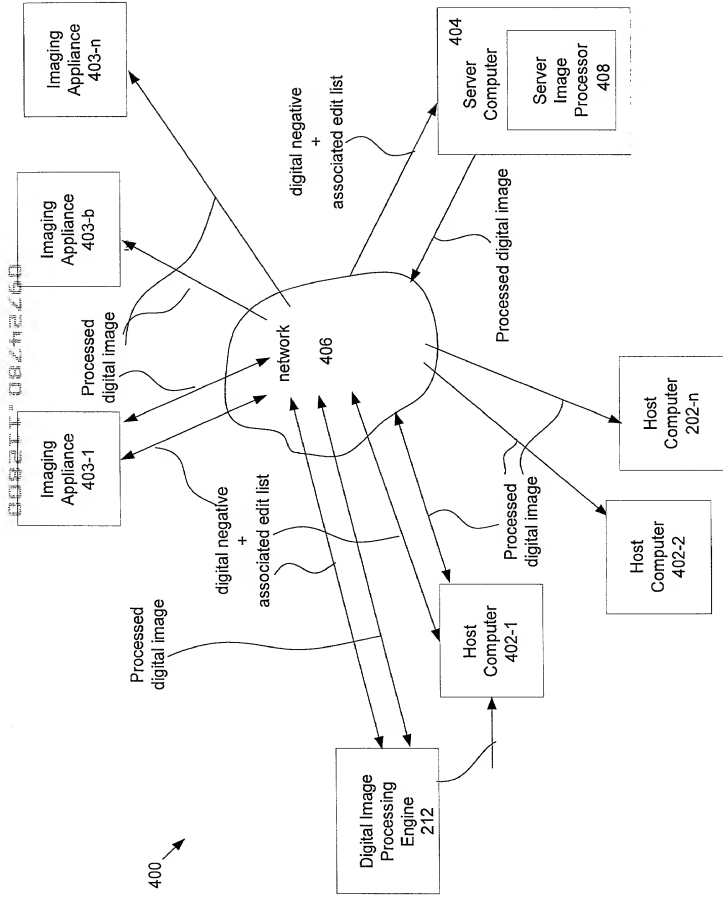 Imaging
Appliance
403-1
Imaging
Appliance
403-b
Imaging
Appliance
403-n
Processed
digital image
400
Processed
digital image
digital negative
+
associated edit list
network
406
digital negative
+
associated edit list
Digital Image
Processing
Engine
212
Host
Computer
402-1
Processed
digital image
Processed digital image
404
Server
Computer
Server
Image
Processor
408
Host
Computer
402-2
Host
Computer
202-n